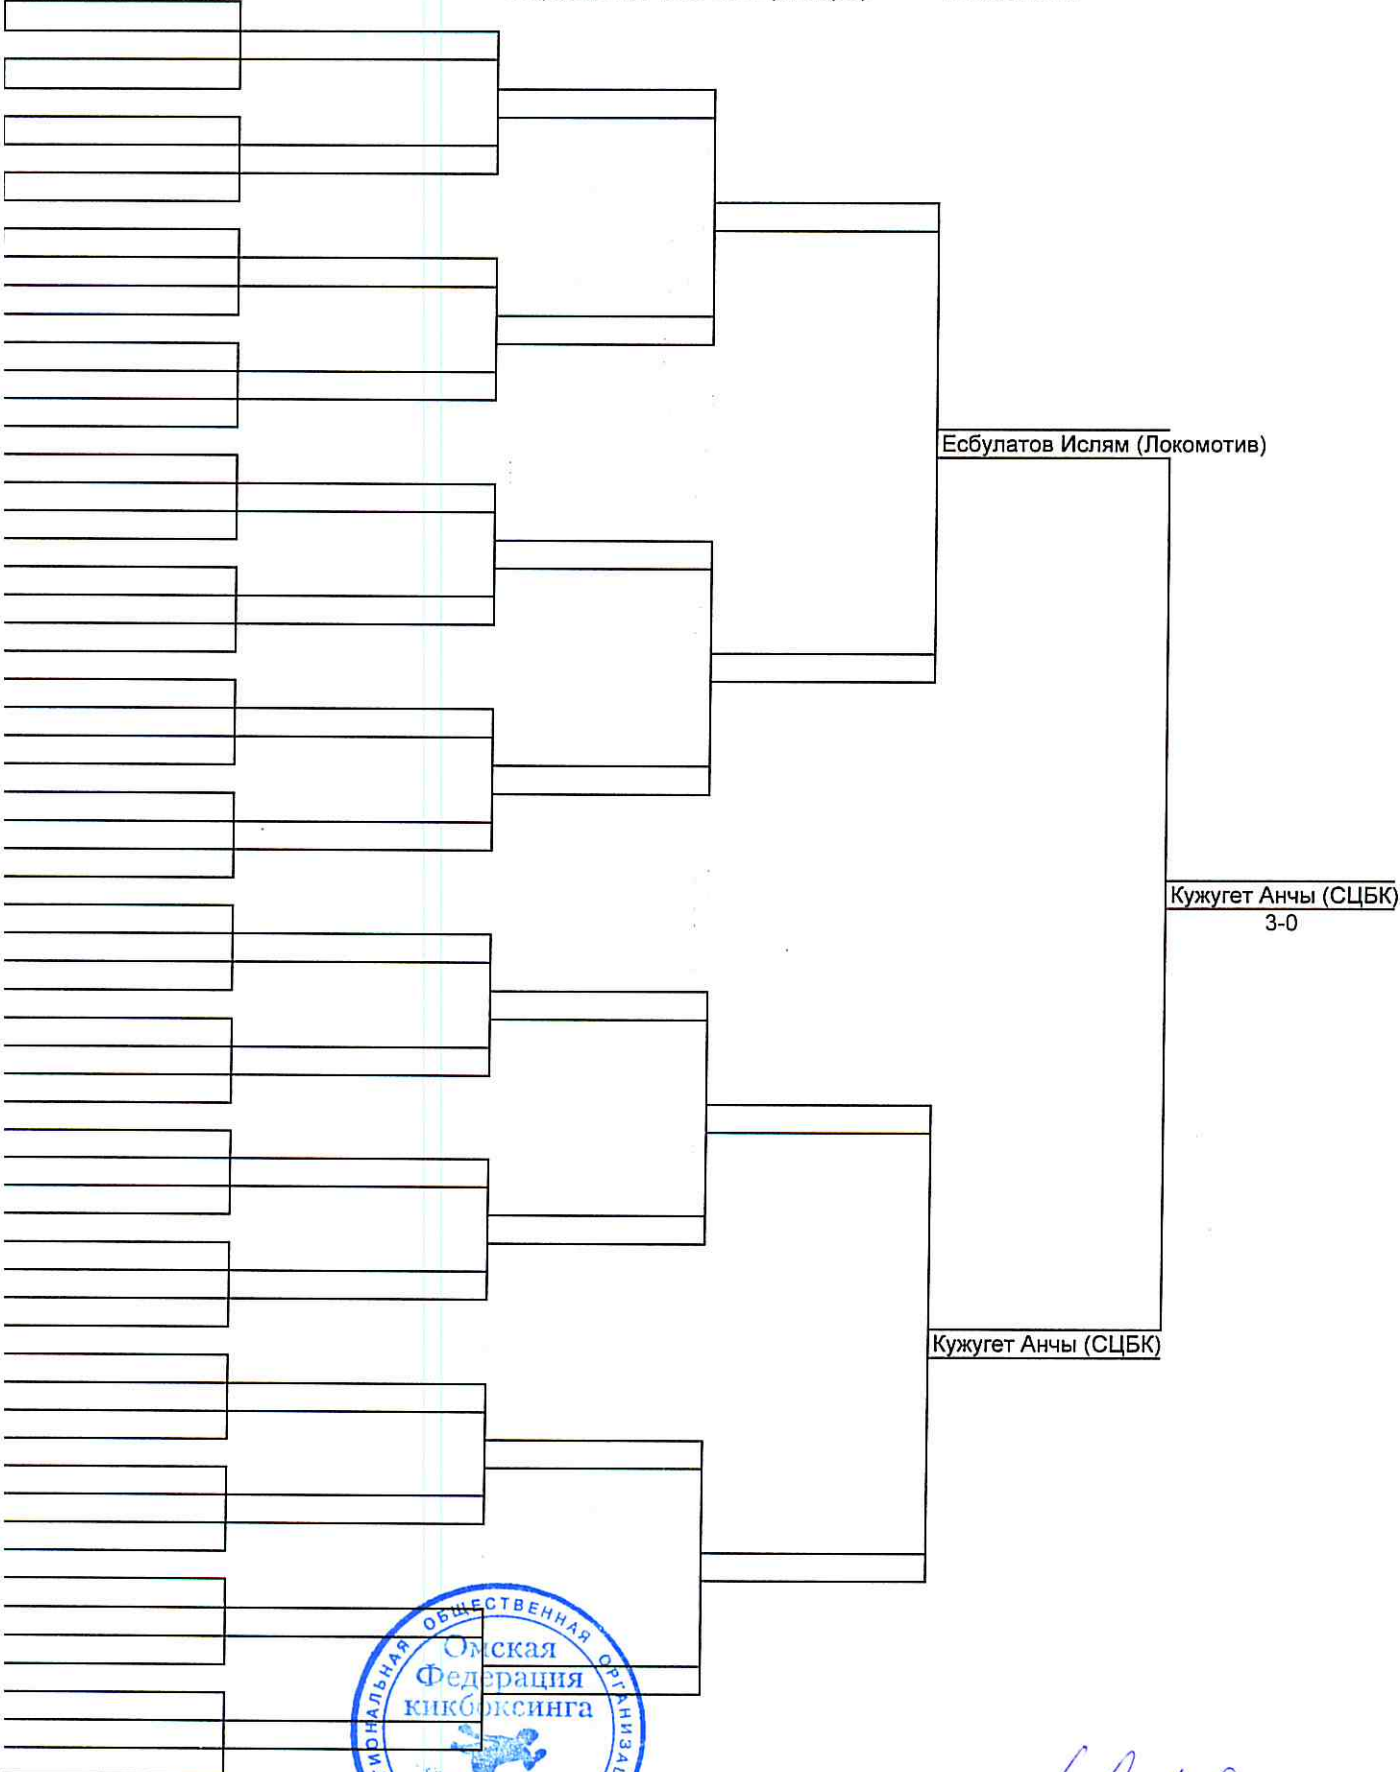 Есбулатов Ислям (Локомотив)
Кужугет Анчы (СЦБК)
3-0
Кужугет Анчы (СЦБК)
ОБЩЕСТВЕННАЯ
Омская
Федерация
кикбоксинга